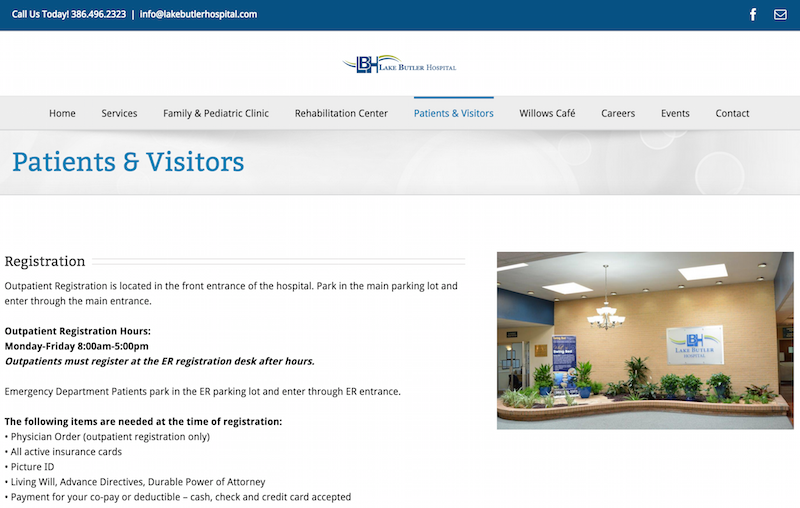 Call Us Today! 386.496.2323 | info@lakebutlerhospital.com
LBH LAKE BUTLER HOSPITAL
Home Services Family & Pediatric Clinic Rehabilitation Center Patients & Visitors Willows Café Careers Events Contact
Patients & Visitors
Registration
Outpatient Registration is located in the front entrance of the hospital. Park in the main parking lot and
enter through the main entrance.
Outpatient Registration Hours:
Monday-Friday 8:00am-5:00pm
Outpatients must register at the ER registration desk after hours.
Emergency Department Patients park in the ER parking lot and enter through ER entrance.
The following items are needed at the time of registration:
• Physician Order (outpatient registration only)
• All active insurance cards
• Picture ID
• Living Will, Advance Directives, Durable Power of Attorney
• Payment for your co-pay or deductible – cash, check and credit card accepted
LBH
LAKE BUTLER
HOSPITAL